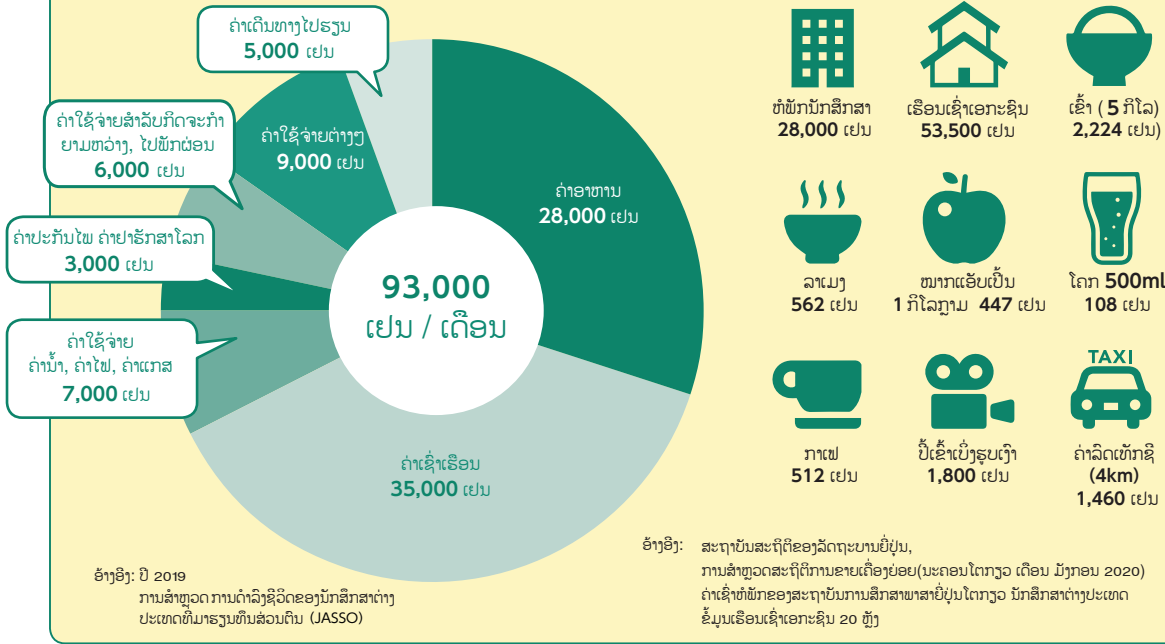 ຄ່າເດີນທາງໄປຮຽນ
5,000 ເຢນ
ຄ່າໃຊ້ຈ່າຍສຳລັບກິດຈະກຳ
ຍາມຫວ່າງ, ໄປພັກຜ່ອນ
6,000 ເຢນ
ຄ່າໃຊ້ຈ່າຍຕ່າງໆ
9,000 ເຢນ
ຄ່າອາຫານ
28,000 ເຢນ
ຄ່າປະກັນໄພ ຄ່າຢາຮັກສາໂລກ
3,000 ເຢນ
93,000
ເຢນ / ເດືອນ
ຄ່າໃຊ້ຈ່າຍ
ຄ່ານ້ຳ, ຄ່າໄຟ, ຄ່າແກສ
7,000 ເຢນ
ຄ່າເຊົ່າເຮືອນ
35,000 ເຢນ
ອ້າງອີງ: ປີ 2019
ການສຳຫຼວດ ການດຳລົງຊີວິດຂອງນັກສຶກສາຕ່າງ
ປະເທດທີ່ມາຮຽນທຶນສ່ວນຕົນ (JASSO)
ຫໍພັກນັກສຶກສາ
28,000 ເຢນ
ເຮືອນເຊົ່າເອກະຊົນ
53,500 ເຢນ
ເຂົ້າ (5 ກິໂລ)
2,224 ເຢນ)
ລາເມງ
562 ເຢນ
ໝາກແອັບເປິ້ນ
1 ກິໂລກຼາມ 447 ເຢນ
ໂຄກ 500mL
108 ເຢນ
ກາເຟ
512 ເຢນ
ປີ້ເຂົ້າເບິ່ງຮູບເງົາ
1,800 ເຢນ
TAXI
ຄ່າລົດເທັກຊີ
(4km)
1,460 ເຢນ
ອ້າງອີງ: ສະຖາບັນສະຖິຕິຂອງລັດຖະບານຍີ່ປຸ່ນ,
ການສຳຫຼວດສະຖິຕິການຂາຍເຄື່ອງຍ່ອຍ(ນະຄອນໂຕກຽວ ເດືອນ ມັງກອນ 2020)
ຄ່າເຊົ່າຫໍພັກຂອງສະຖາບັນການສຶກສາພາສາຍີ່ປຸ່ນໂຕກຽວ ນັກສຶກສາຕ່າງປະເທດ
ຂໍ້ມູນເຮືອນເຊົ່າເອກະຊົນ 20 ຫຼັງ